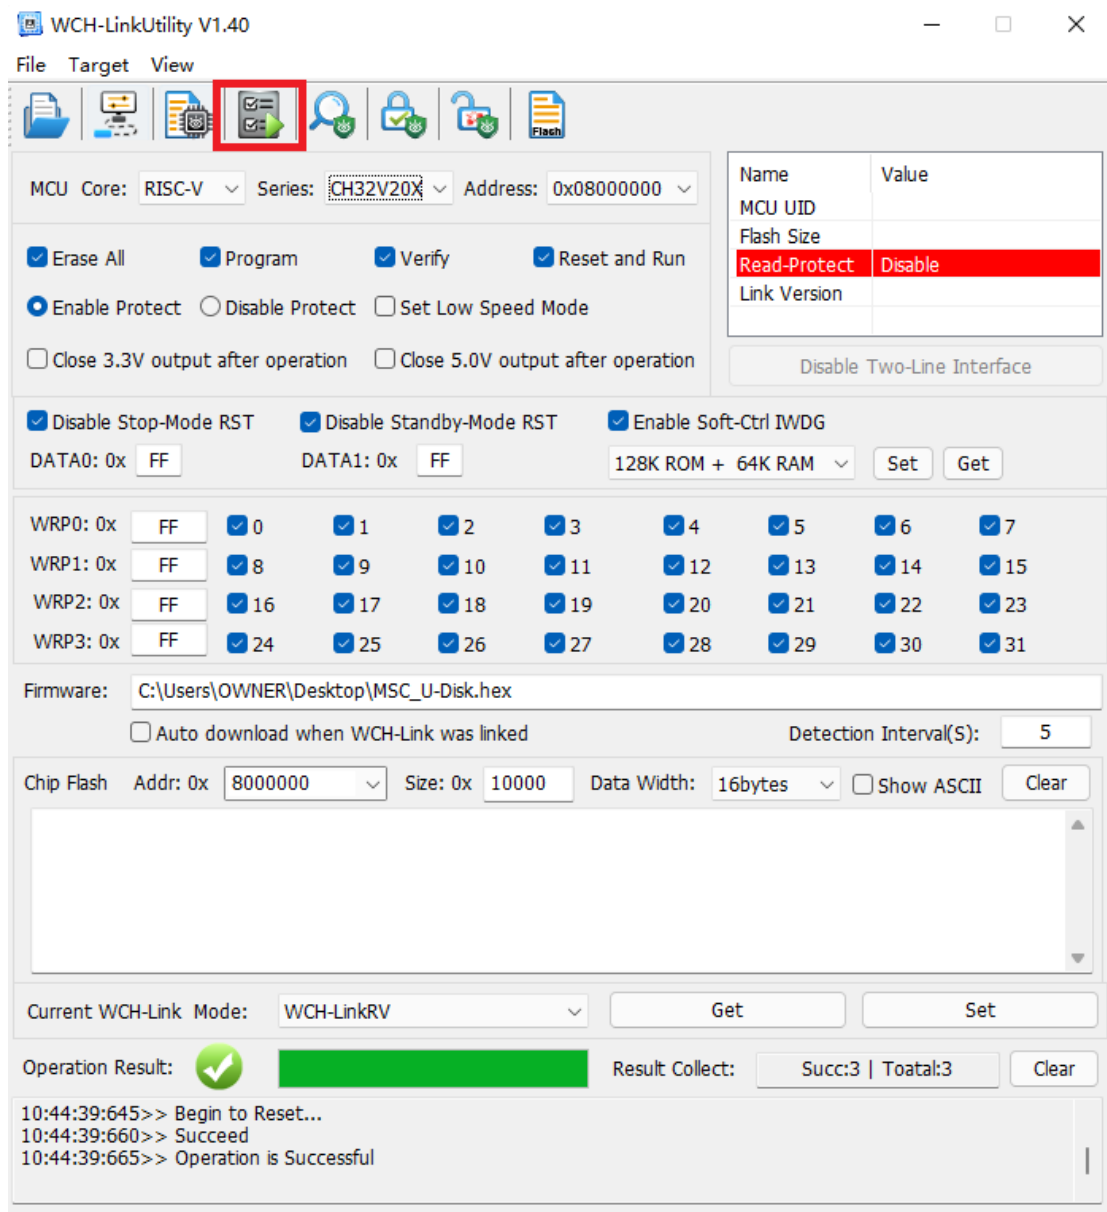 WCH-LinkUtility V1.40
File Target View
Flash
MCU Core: RISC-V Series: CH32V20X Address: 0x08000000
Name Value
MCU UID
Flash Size
Read-Protect Disable
Link Version
Erase All Program Verify Reset and Run
Enable Protect Disable Protect Set Low Speed Mode
Close 3.3V output after operation Close 5.0V output after operation
Disable Two-Line Interface
Disable Stop-Mode RST Disable Standby-Mode RST Enable Soft-Ctrl IWDG
DATA0: 0x FF DATA1: 0x FF 128K ROM + 64K RAM Set Get
WRP0: 0x FF 0 1 2 3 4 5 6 7
WRP1: 0x FF 8 9 10 11 12 13 14 15
WRP2: 0x FF 16 17 18 19 20 21 22 23
WRP3: 0x FF 24 25 26 27 28 29 30 31
Firmware: C:\Users\OWNER\Desktop\MSC_U-Disk.hex
Auto download when WCH-Link was linked Detection Interval(S): 5
Chip Flash Addr: 0x 8000000 Size: 0x 10000 Data Width: 16bytes Show ASCII Clear
Current WCH-Link Mode: WCH-LinkRV Get Set
Operation Result: Result Collect: Succ:3 | Toatal:3 Clear
10:44:39:645>> Begin to Reset...
10:44:39:660>> Succeed
10:44:39:665>> Operation is Successful